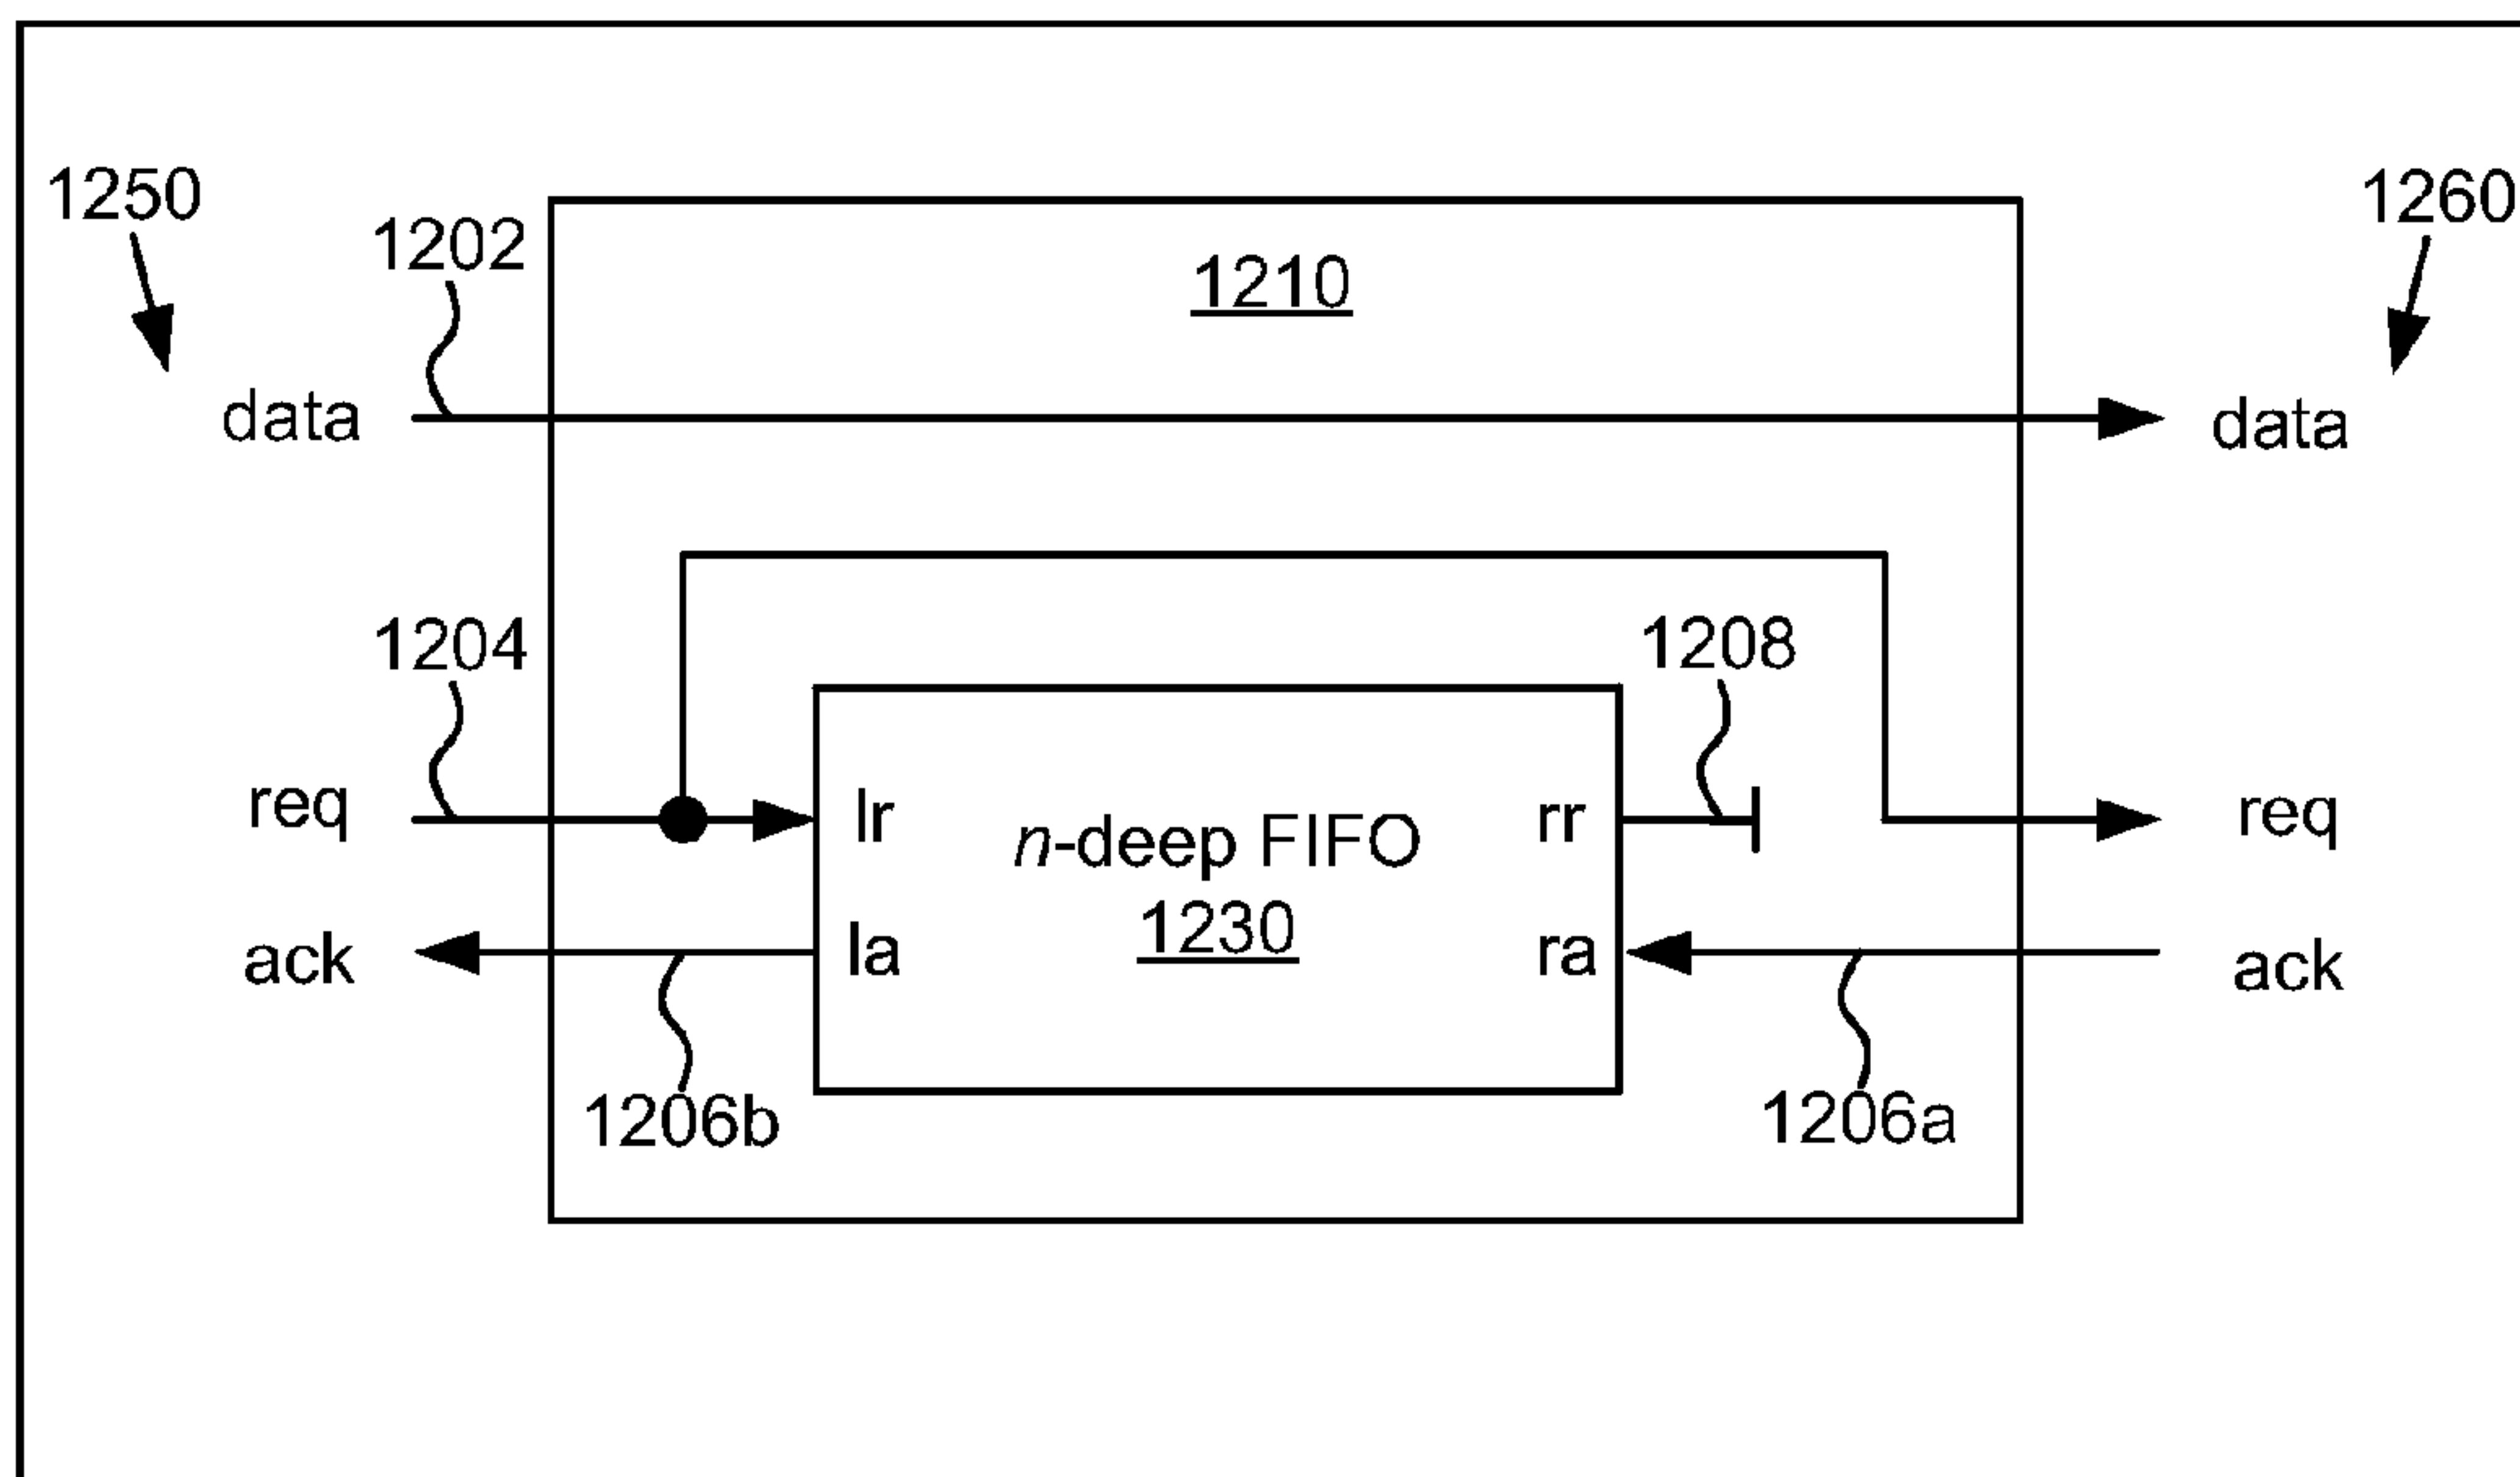 1250
1260
1202
1210
data
data
1204
1208
req
lr
n-deep FIFO
rr
req
ack
la
1230
ra
ack
1206b
1206a